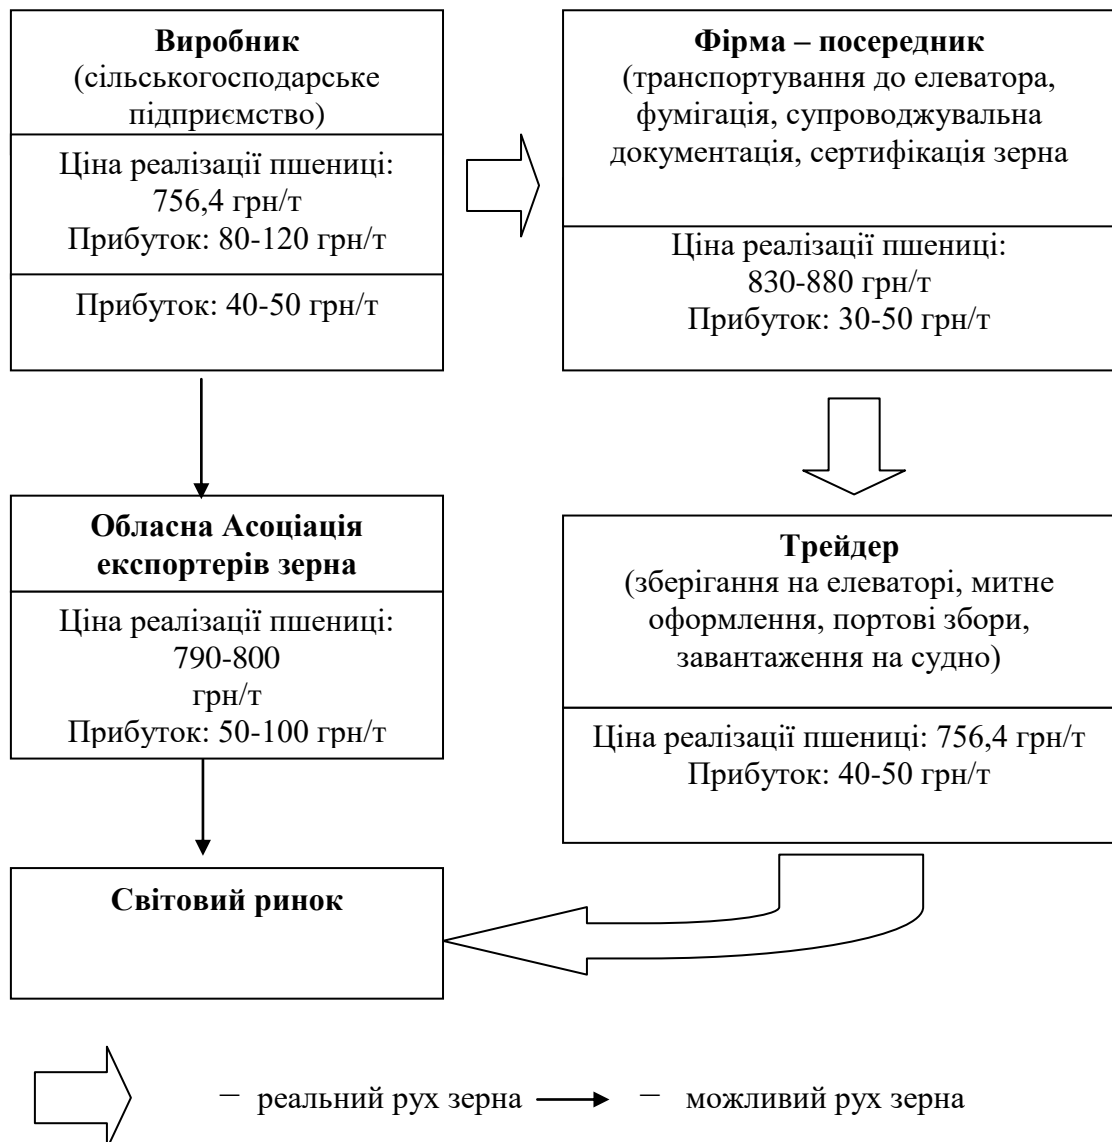 Виробник
(сільськогосподарське
підприємство)
Ціна реалізації пшениці:
756,4 грн/т
Прибуток: 80-120 грн/т
Прибуток: 40-50 грн/т
Фірма – посередник
(транспортування до елеватора,
фумігація, супроводжувальна
документація, сертифікація зерна
Ціна реалізації пшениці:
830-880 грн/т
Прибуток: 30-50 грн/т
Обласна Асоціація
експортерів зерна
Ціна реалізації пшениці:
790-800
грн/т
Прибуток: 50-100 грн/т
Трейдер
(зберігання на елеваторі, митне
оформлення, портові збори,
завантаження на судно)
Ціна реалізації пшениці: 756,4 грн/т
Прибуток: 40-50 грн/т
Світовий ринок
– реальний рух зерна – можливий рух зерна